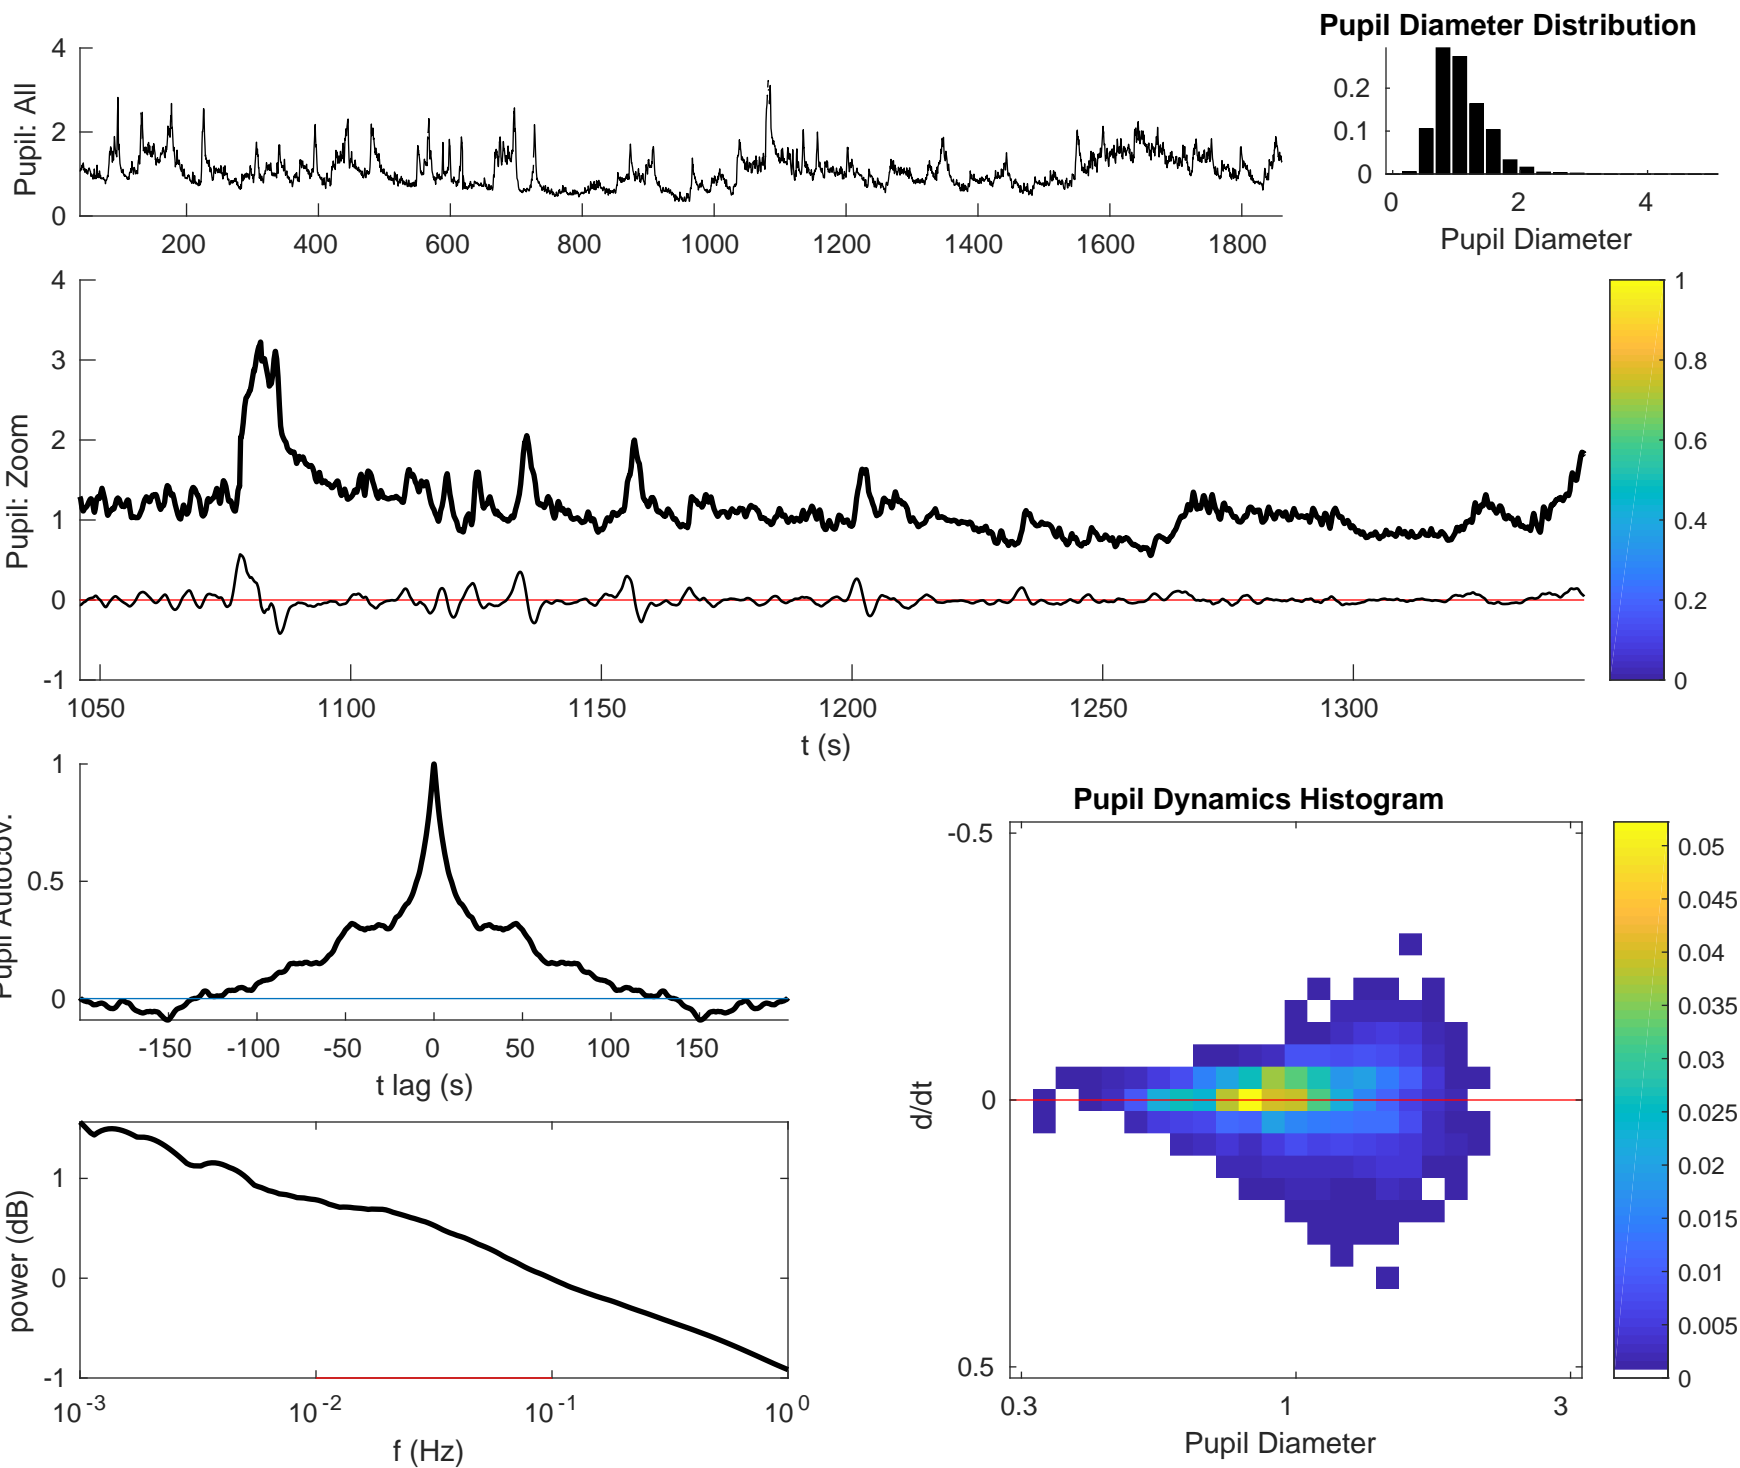 Pupil Diameter Distribution
Pupil: All
4
2
0
200 400 600 800 1000 1200 1400 1600 1800
0.2
0.1
0
0 2 4
Pupil Diameter
Pupil: Zoom
4
3
2
1
0
-1
1050 1100 1150 1200 1250 1300
t (s)
1
0.8
0.6
0.4
0.2
0
Pupil Autocov.
1
0.5
0
-150 -100 -50 0 50 100 150
t lag (s)
power (dB)
1
0
-1
10-3 10-2 10-1 100
f (Hz)
Pupil Dynamics Histogram
d/dt
-0.5
0
0.5
0.3 1 3
Pupil Diameter
0.05
0.045
0.04
0.035
0.03
0.025
0.02
0.015
0.01
0.005
0